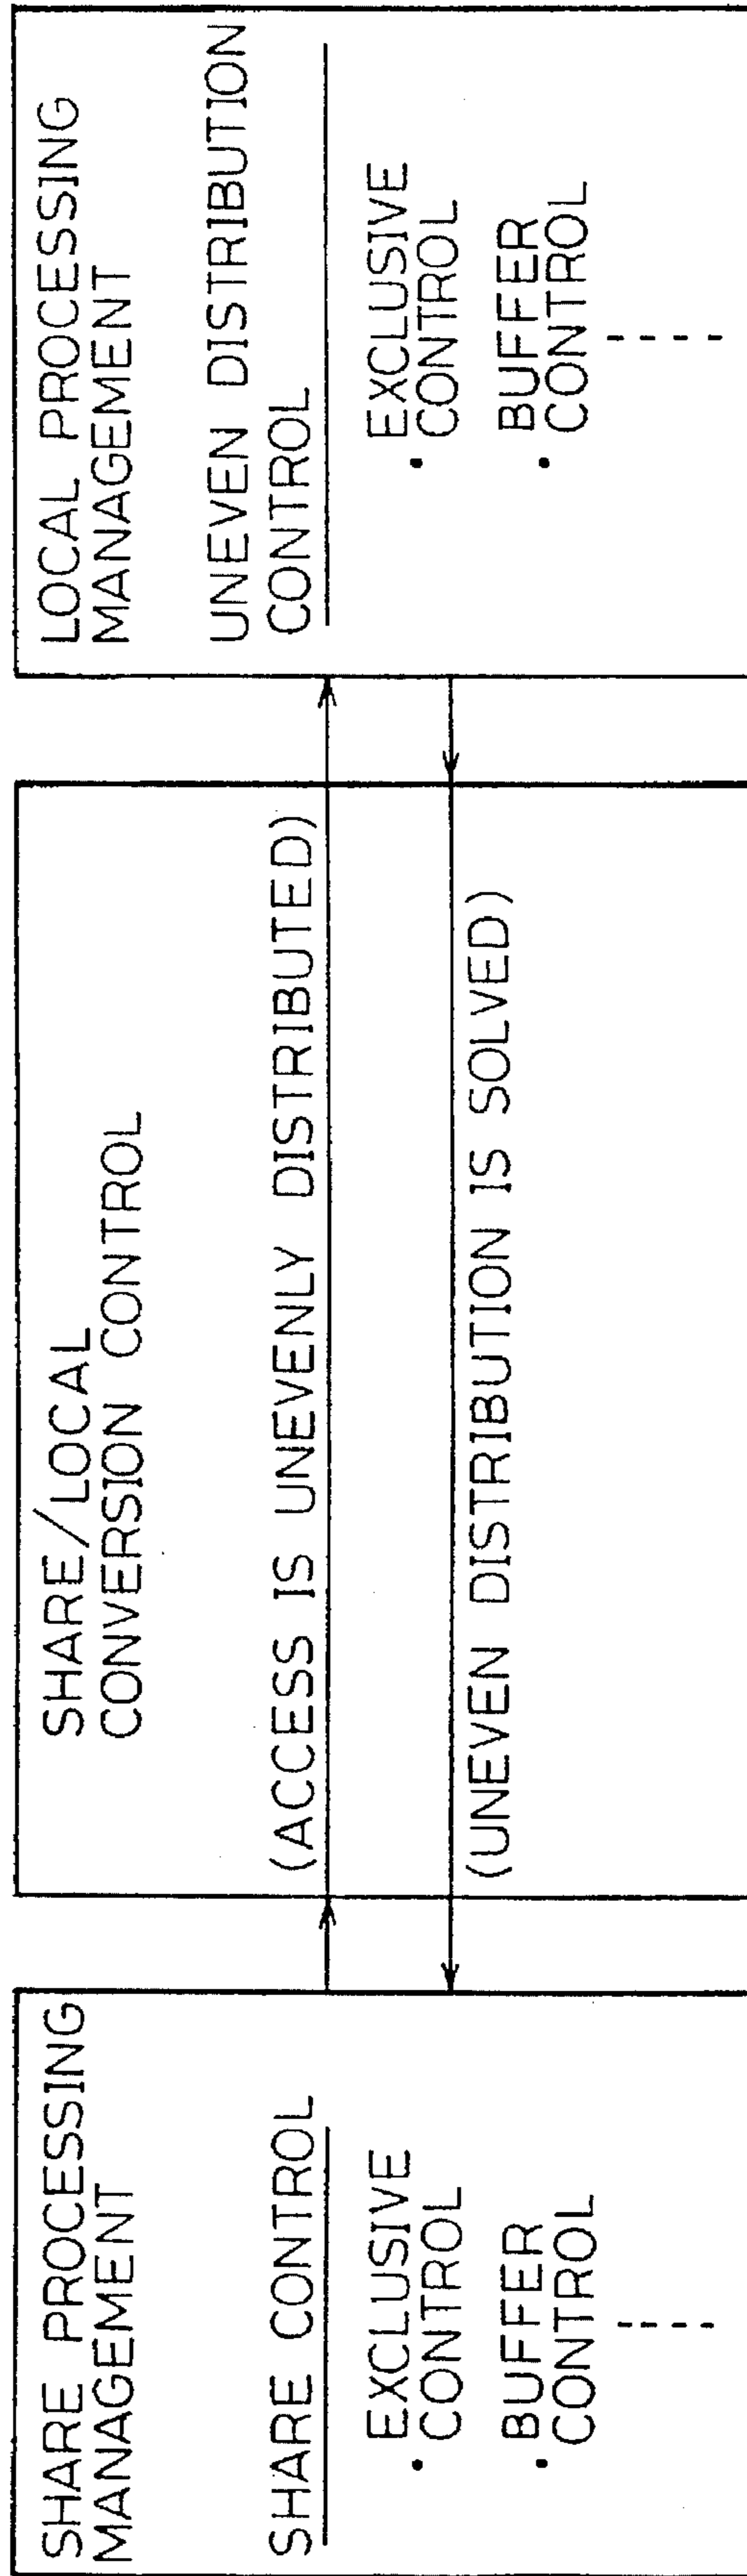 SHARE PROCESSING
MANAGEMENT
SHARE CONTROL
• EXCLUSIVE
CONTROL
• BUFFER
CONTROL
SHARE/LOCAL
CONVERSION CONTROL
(ACCESS IS UNEVENLY DISTRIBUTED)
(UNEVEN DISTRIBUTION IS SOLVED)
LOCAL PROCESSING
MANAGEMENT
UNEVEN DISTRIBUTION
CONTROL
• EXCLUSIVE
CONTROL
• BUFFER
CONTROL